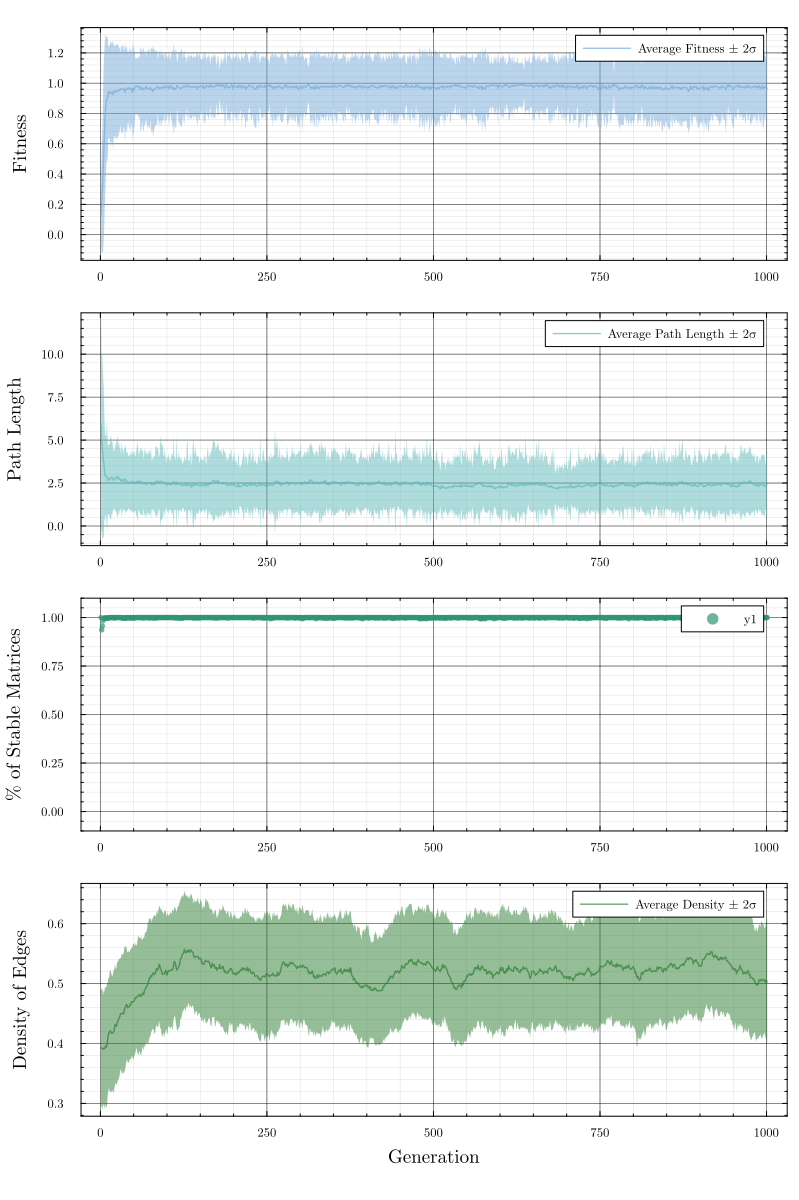 Average Fitness ± 2σ
Fitness
1.2
1.0
0.8
0.6
0.4
0.2
0.0
0 250 500 750 1000
Average Path Length ± 2σ
Path Length
10.0
7.5
5.0
2.5
0.0
0 250 500 750 1000
y1
% of Stable Matrices
1.00
0.75
0.50
0.25
0.00
0 250 500 750 1000
Average Density ± 2σ
Density of Edges
0.6
0.5
0.4
0.3
0 250 500 750 1000
Generation